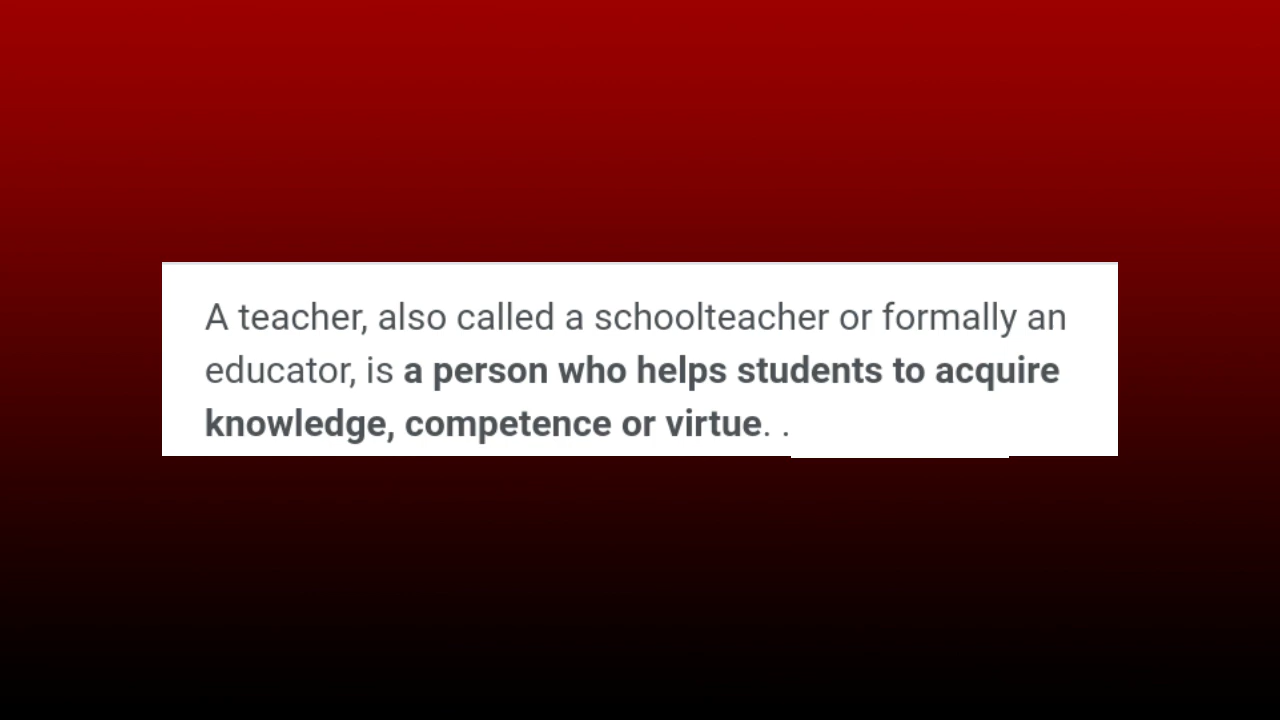 A teacher, also called a schoolteacher or formally an
educator, is a person who helps students to acquire
knowledge, competence or virtue. .